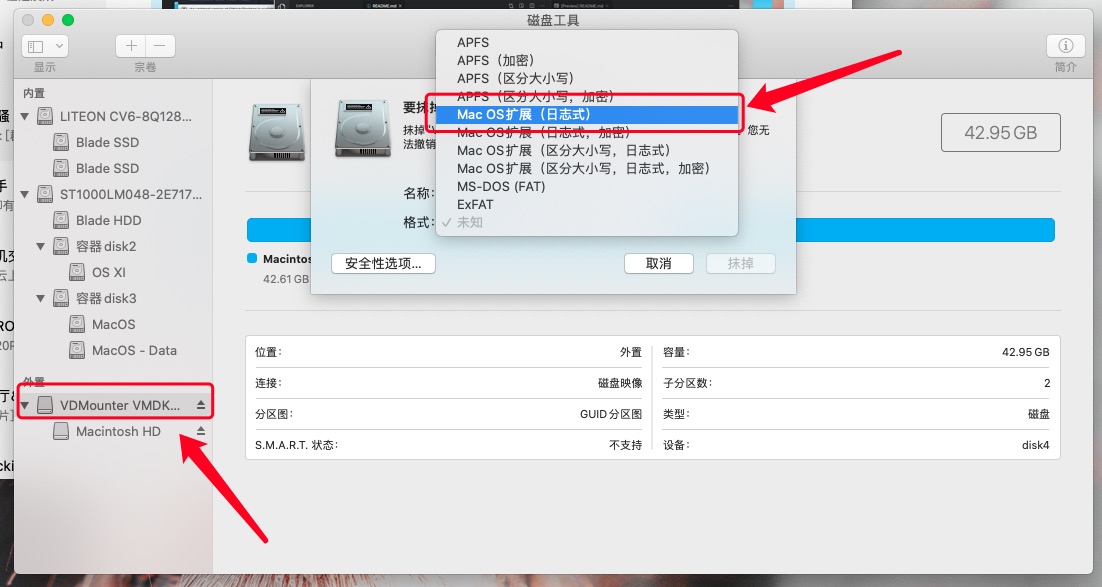 EXPLORER
README.md
[Preview] README.md
磁盘工具
显示
宗卷
简介
内置
LITEON CV6-8Q128...
Blade SSD
Blade SSD
ST1000LM048-2E717...
Blade HDD
容器 disk2
OS XI
容器 disk3
MacOS
MacOS - Data
外置
VDMounter VMDK...
Macintosh HD
APFS
APFS（加密）
APFS（区分大小写）
APFS（区分大小写，加密）
Mac OS扩展（日志式）
Mac OS扩展（日志式，加密）
Mac OS扩展（区分大小写，日志式）
Mac OS扩展（区分大小写，日志式，加密）
MS-DOS (FAT)
ExFAT
未知
要抹掉
抹掉
您无
法撤销
名称：
格式：
安全性选项...
取消
抹掉
42.95 GB
Macintos
42.61 GB
位置：
外置
连接：
磁盘映像
分区图：
GUID 分区图
S.M.A.R.T. 状态：
不支持
容量：
42.95 GB
子分区数：
2
类型：
磁盘
设备：
disk4